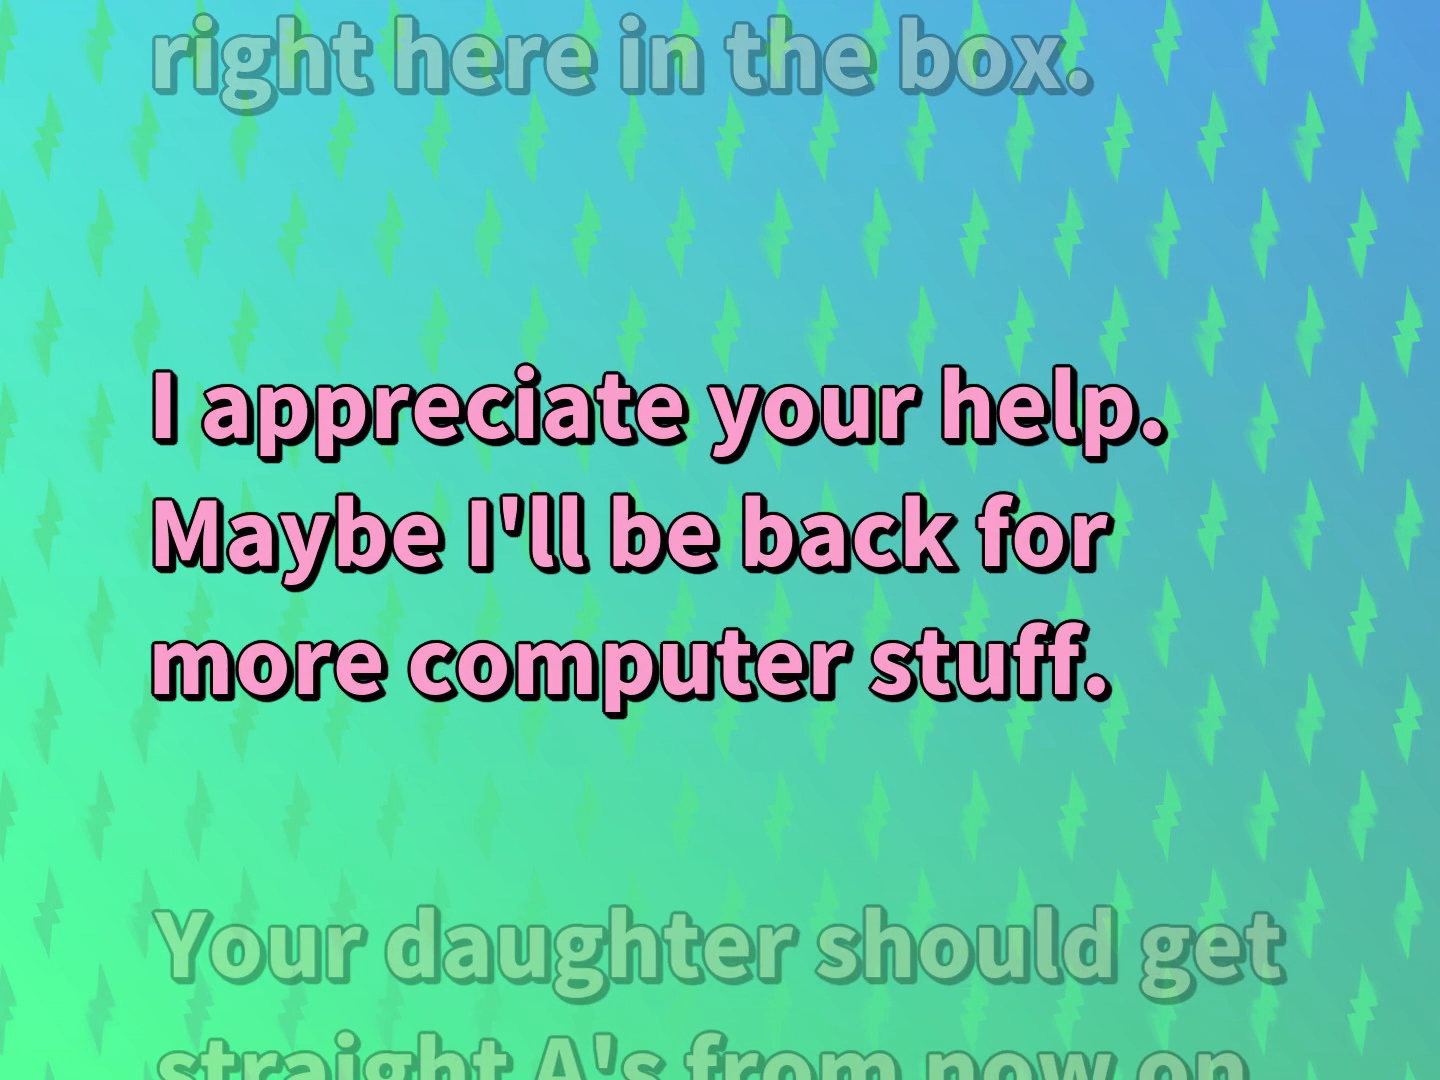 right here in the box.
I appreciate your help.
Maybe I'll be back for
more computer stuff.
Your daughter should get
straight A's from now on